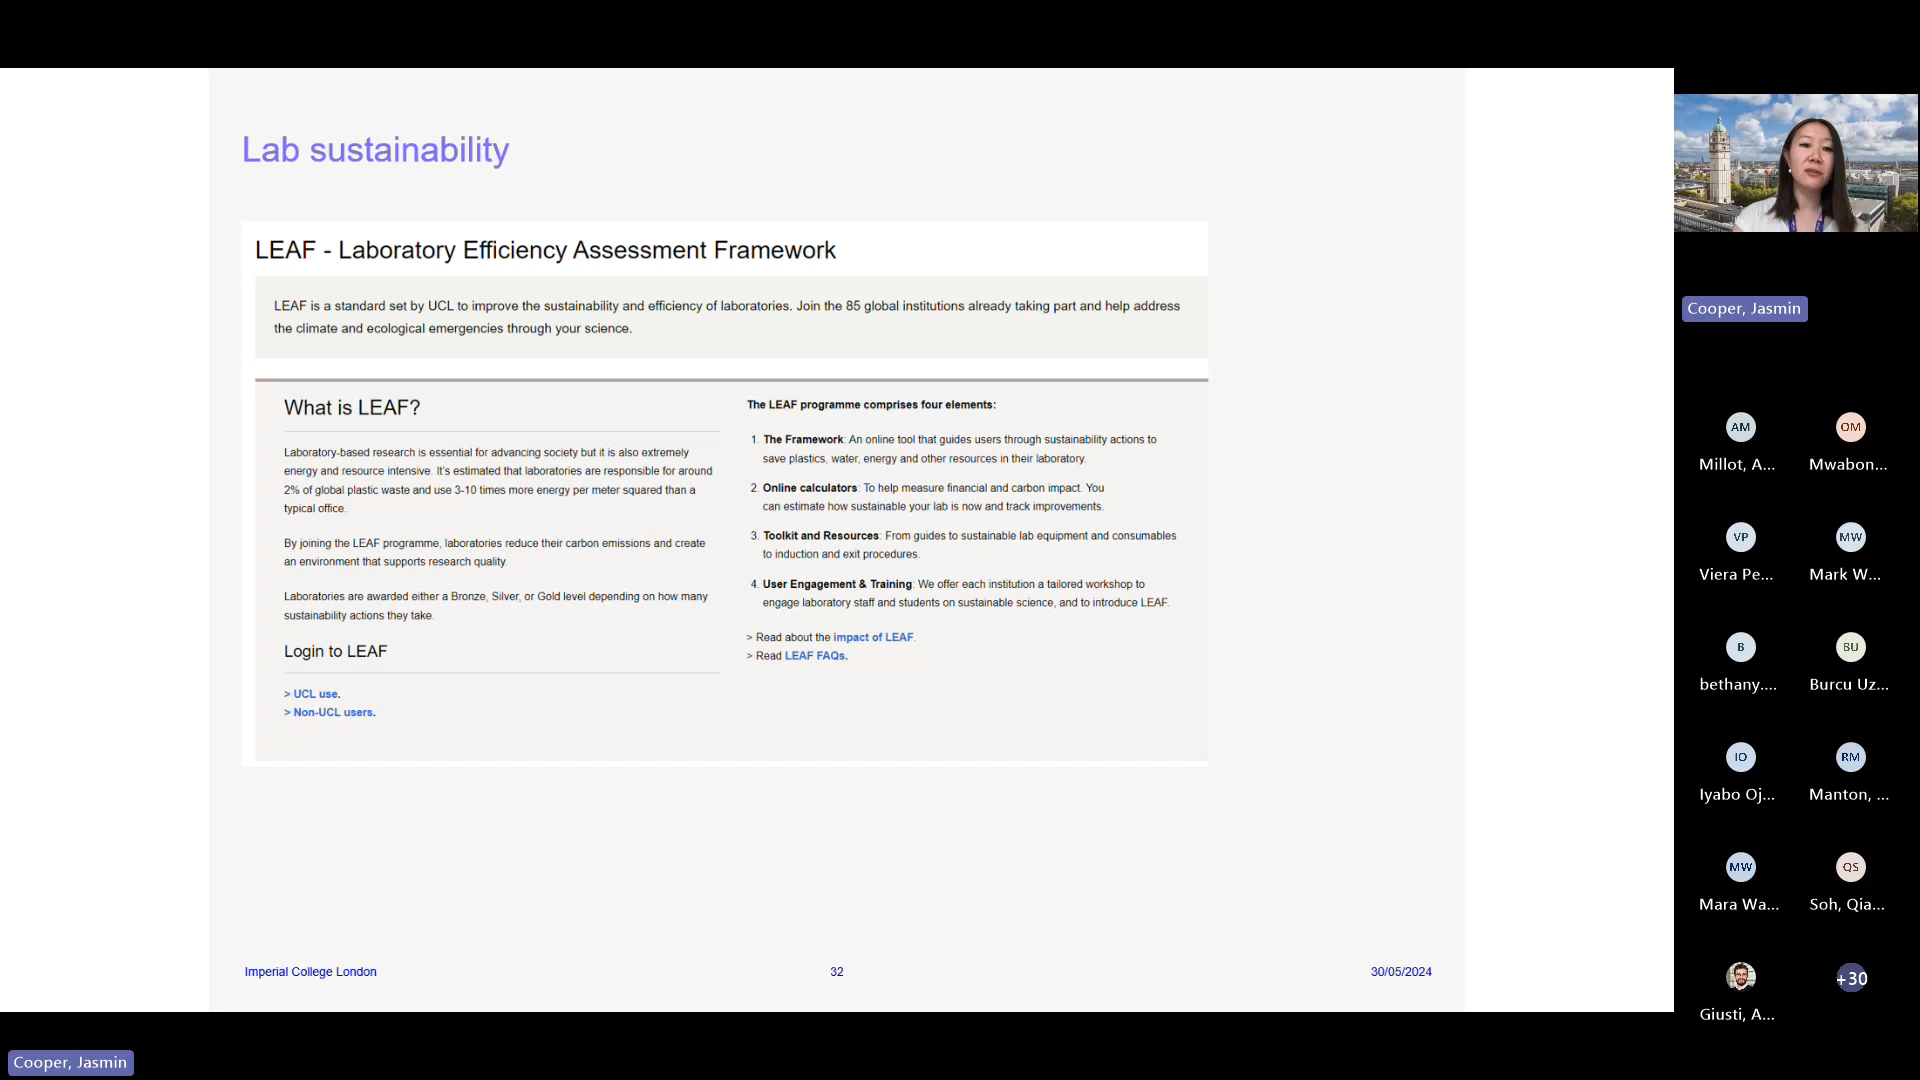 Lab sustainability
LEAF - Laboratory Efficiency Assessment Framework
LEAF is a standard set by UCL to improve the sustainability and efficiency of laboratories. Join the 85 global institutions already taking part and help address
the climate and ecological emergencies through your science.
What is LEAF?
Laboratory-based research is essential for advancing society but it is also extremely
energy and resource intensive. It's estimated that laboratories are responsible for around
2% of global plastic waste and use 3-10 times more energy per meter squared than a
typical office.
By joining the LEAF programme, laboratories reduce their carbon emissions and create
an environment that supports research quality.
Laboratories are awarded either a Bronze, Silver, or Gold level depending on how many
sustainability actions they take.
Login to LEAF
> UCL use.
> Non-UCL users.
The LEAF programme comprises four elements:
1. The Framework: An online tool that guides users through sustainability actions to
save plastics, water, energy and other resources in their laboratory.
2. Online calculators: To help measure financial and carbon impact. You
can estimate how sustainable your lab is now and track improvements.
3. Toolkit and Resources: From guides to sustainable lab equipment and consumables
to induction and exit procedures.
4. User Engagement & Training: We offer each institution a tailored workshop to
engage laboratory staff and students on sustainable science, and to introduce LEAF.
> Read about the impact of LEAF.
> Read LEAF FAQs.
Imperial College London
32
30/05/2024
Cooper, Jasmin
AM
OM
Millot, A...
Mwabon...
VP
MW
Viera Pe...
Mark W...
B
BU
bethany....
Burcu Uz...
IO
RM
Iyabo Oj...
Manton, ...
MW
QS
Mara Wa...
Soh, Qia...
+30
Giusti, A...
Cooper, Jasmin